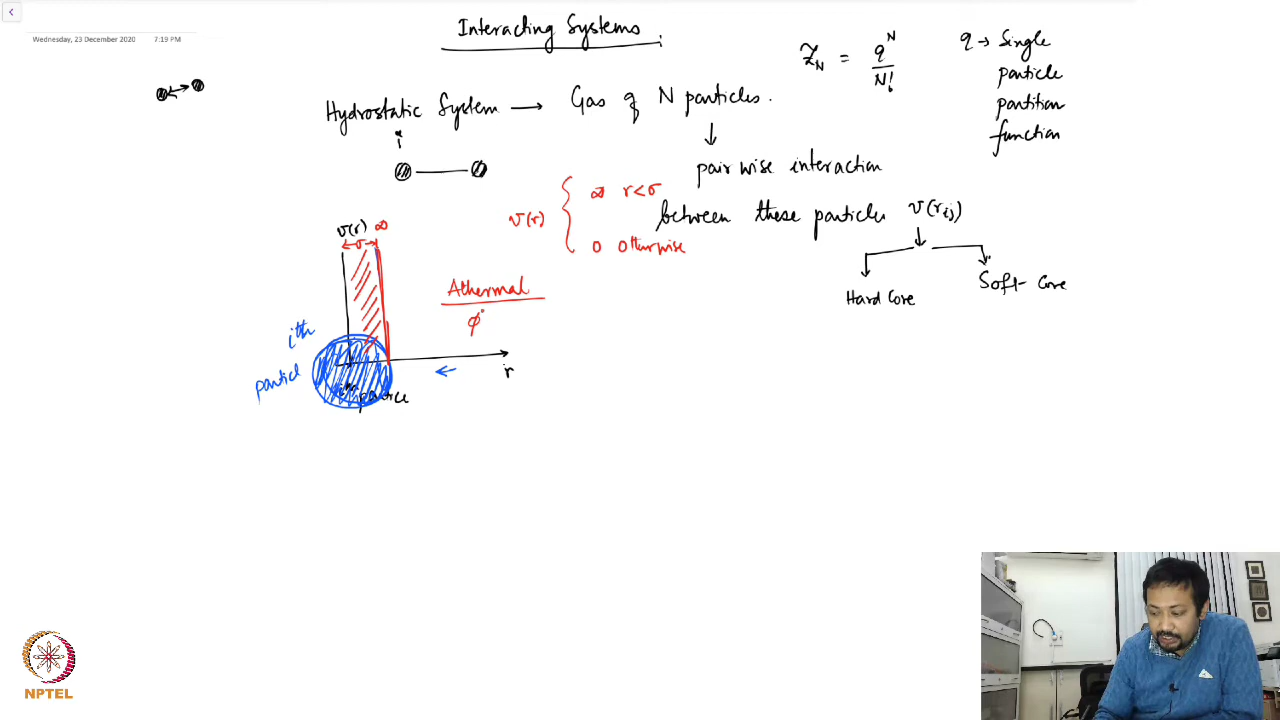 Interacting Systems
Wednesday, 23 December 2020 7:19 PM
Z_N = q^N / N!
q → Single
particle
partition
function
Hydrostatic System → Gas of N particles.
i
pair wise interaction
between these particles v(r_ij)
v(r) { ∞ r<σ
0 otherwise
Hard Core
Soft- Core
v(r) ∞
σ
Athermal
ϕ
ith
particl
r
NPTEL